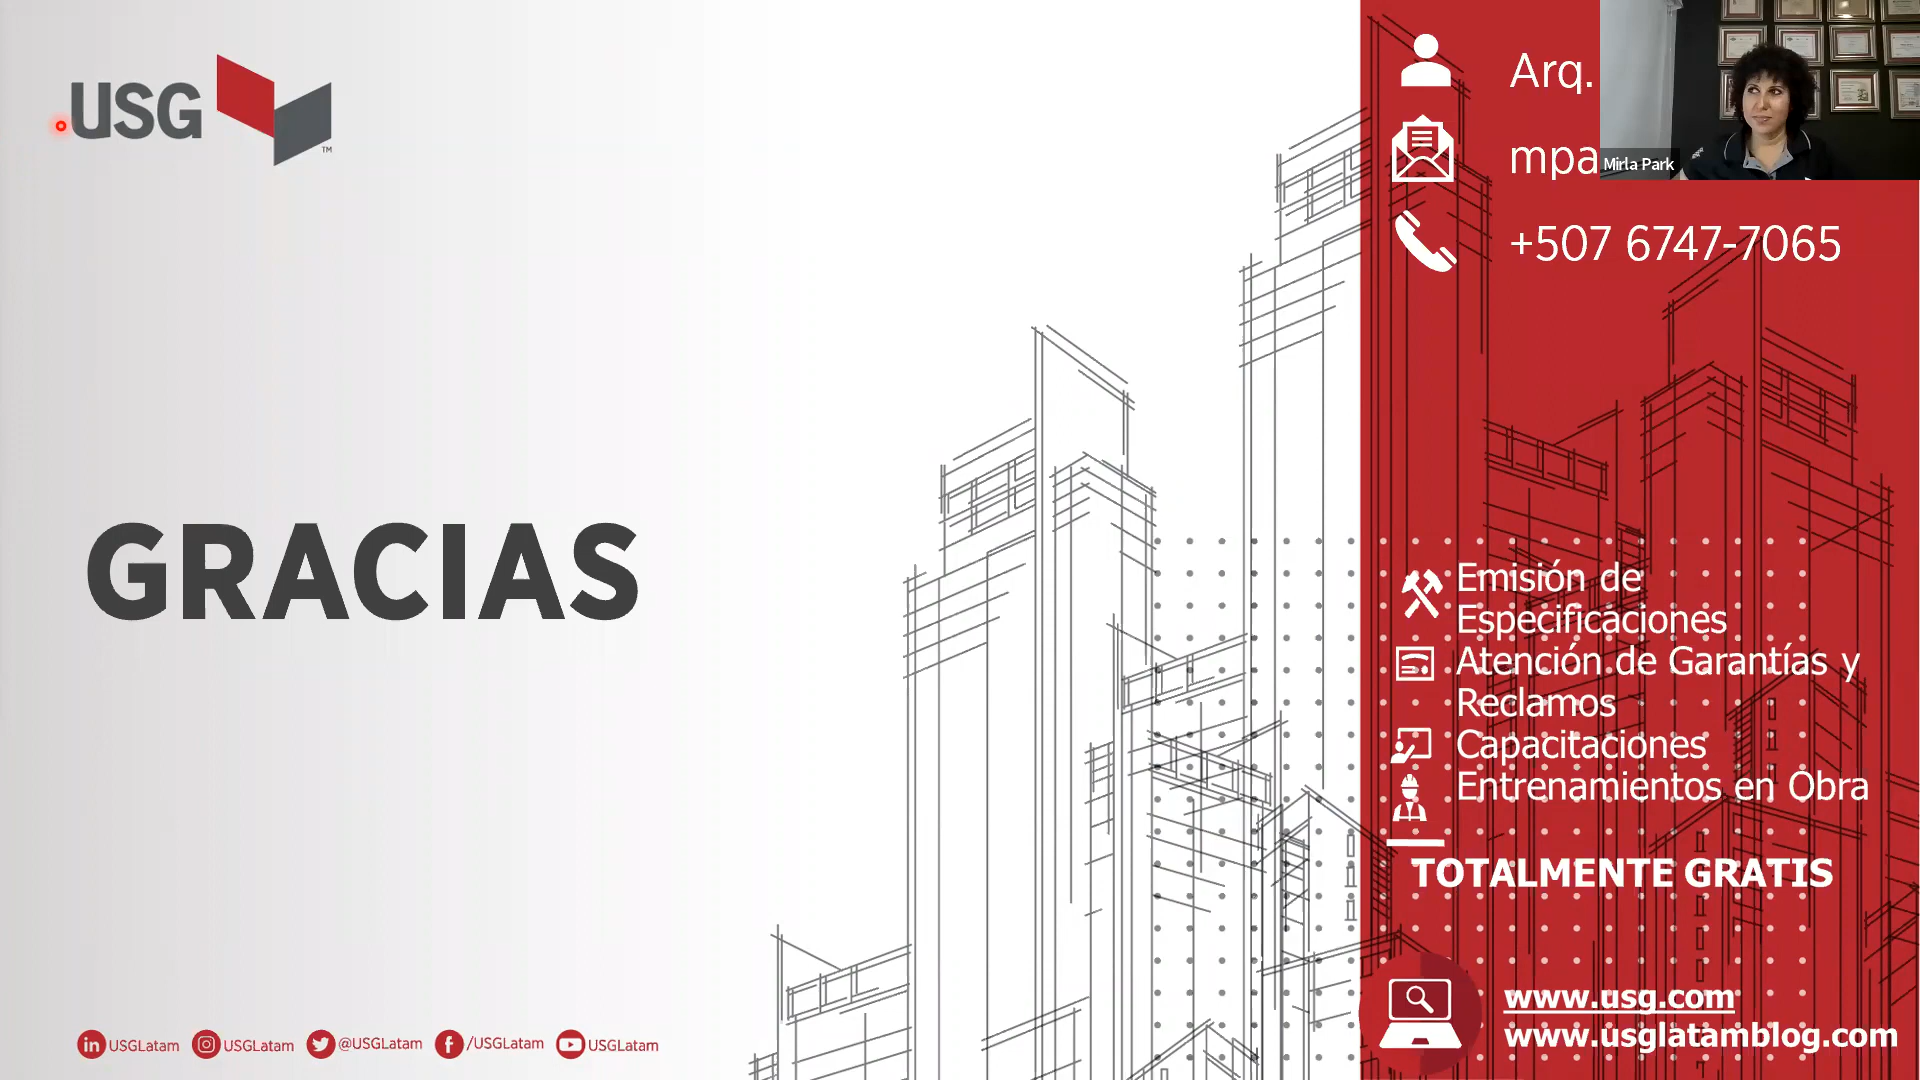 USG
TM
GRACIAS
USGLatam
USGLatam
@USGLatam
/USGLatam
USGLatam
Arq.
mpa
Mirla Park
+507 6747-7065
Emisión de
Especificaciones
Atención de Garantías y
Reclamos
Capacitaciones
Entrenamientos en Obra
TOTALMENTE GRATIS
www.usg.com
www.usglatamblog.com